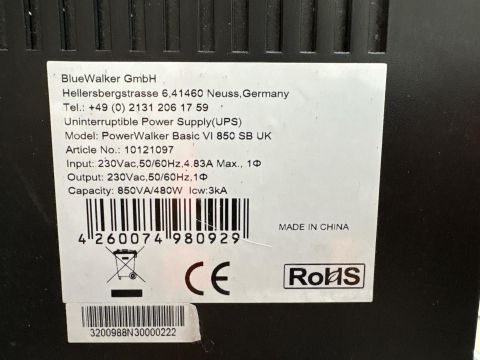 BlueWalker GmbH
Hellersbergstrasse 6,41460 Neuss,Germany
Tel.: +49 (0) 2131 206 17 59
Uninterruptible Power Supply(UPS)
Model: PowerWalker Basic VI 850 SB UK
Article No.: 10121097
Input: 230Vac,50/60Hz,4.83A Max., 1Φ
Output: 230Vac,50/60Hz,1Φ
Capacity: 850VA/480W Icw:3kA
4 260074 980929
MADE IN CHINA
CE
RoHS
3200988N30000222